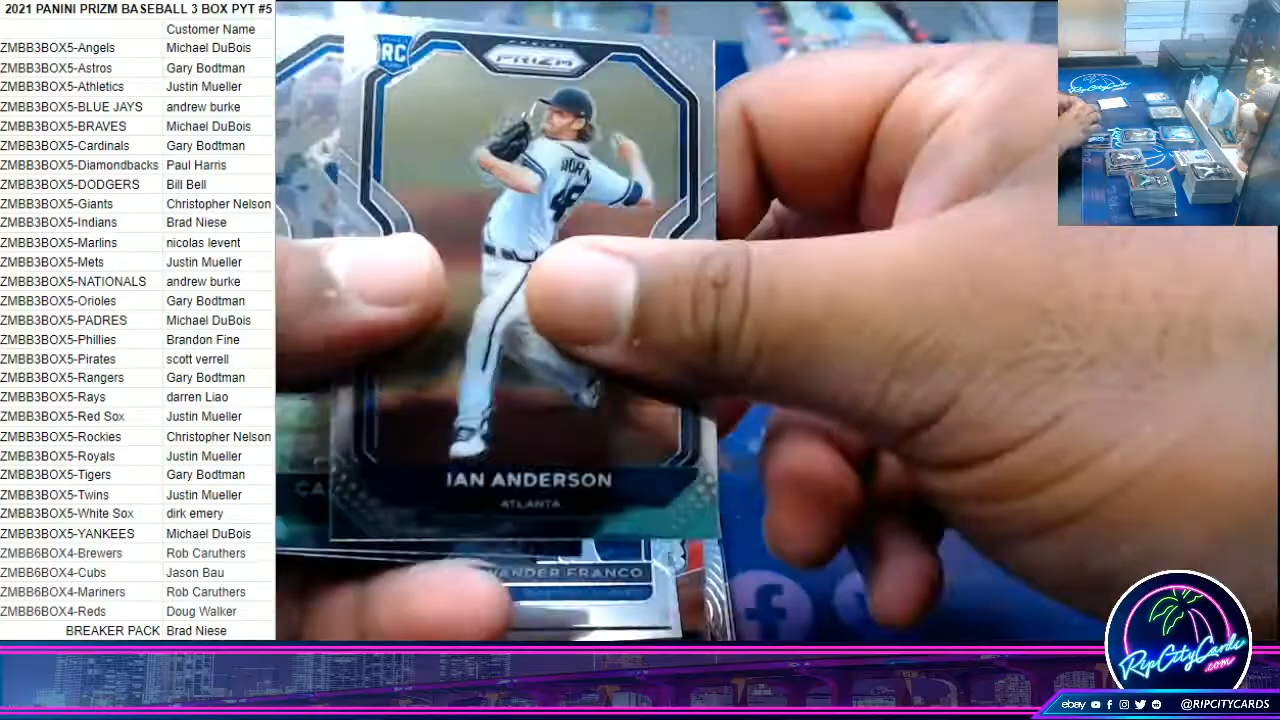 2021 PANINI PRIZM BASEBALL 3 BOX PYT #5
Customer Name
ZMBB3BOX5-Angels Michael DuBois
ZMBB3BOX5-Astros Gary Bodtman
ZMBB3BOX5-Athletics Justin Mueller
ZMBB3BOX5-BLUE JAYS andrew burke
ZMBB3BOX5-BRAVES Michael DuBois
ZMBB3BOX5-Cardinals Gary Bodtman
ZMBB3BOX5-Diamondbacks Paul Harris
ZMBB3BOX5-DODGERS Bill Bell
ZMBB3BOX5-Giants Christopher Nelson
ZMBB3BOX5-Indians Brad Niese
ZMBB3BOX5-Marlins nicolas levent
ZMBB3BOX5-Mets Justin Mueller
ZMBB3BOX5-NATIONALS andrew burke
ZMBB3BOX5-Orioles Gary Bodtman
ZMBB3BOX5-PADRES Michael DuBois
ZMBB3BOX5-Phillies Brandon Fine
ZMBB3BOX5-Pirates scott verrell
ZMBB3BOX5-Rangers Gary Bodtman
ZMBB3BOX5-Rays darren Liao
ZMBB3BOX5-Red Sox Justin Mueller
ZMBB3BOX5-Rockies Christopher Nelson
ZMBB3BOX5-Royals Justin Mueller
ZMBB3BOX5-Tigers Gary Bodtman
ZMBB3BOX5-Twins Justin Mueller
ZMBB3BOX5-White Sox dirk emery
ZMBB3BOX5-YANKEES Michael DuBois
ZMBB6BOX4-Brewers Rob Caruthers
ZMBB6BOX4-Cubs Jason Bau
ZMBB6BOX4-Mariners Rob Caruthers
ZMBB6BOX4-Reds Doug Walker
BREAKER PACK Brad Niese
RC
PANINI
PRIZM
IAN ANDERSON
ATLANTA
WANDER FRANCO
RipCityCards
RipCityCards
.com
ebay @RIPCITYCARDS